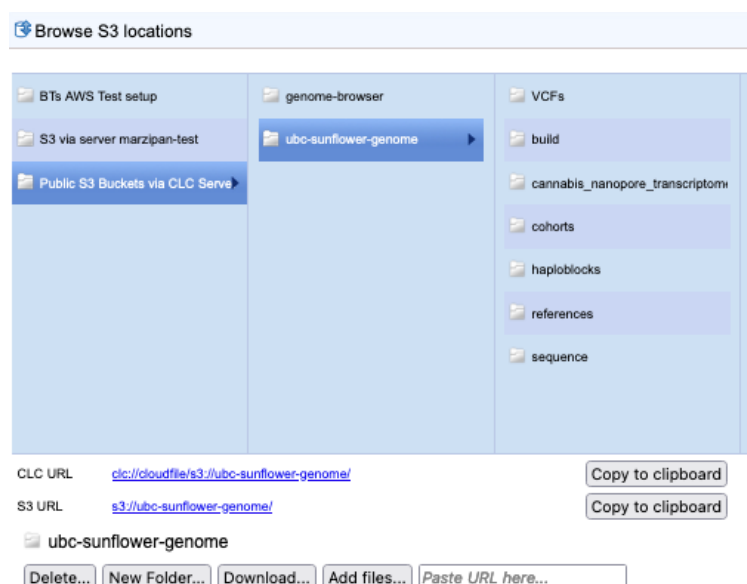 Browse S3 locations
BTs AWS Test setup
S3 via server marzipan-test
Public S3 Buckets via CLC Serve
genome-browser
ubc-sunflower-genome
VCFs
build
cannabis_nanopore_transcriptom
cohorts
haploblocks
references
sequence
CLC URL clc://cloudfile/s3://ubc-sunflower-genome/ Copy to clipboard
S3 URL s3://ubc-sunflower-genome/ Copy to clipboard
ubc-sunflower-genome
Delete... New Folder... Download... Add files... Paste URL here...